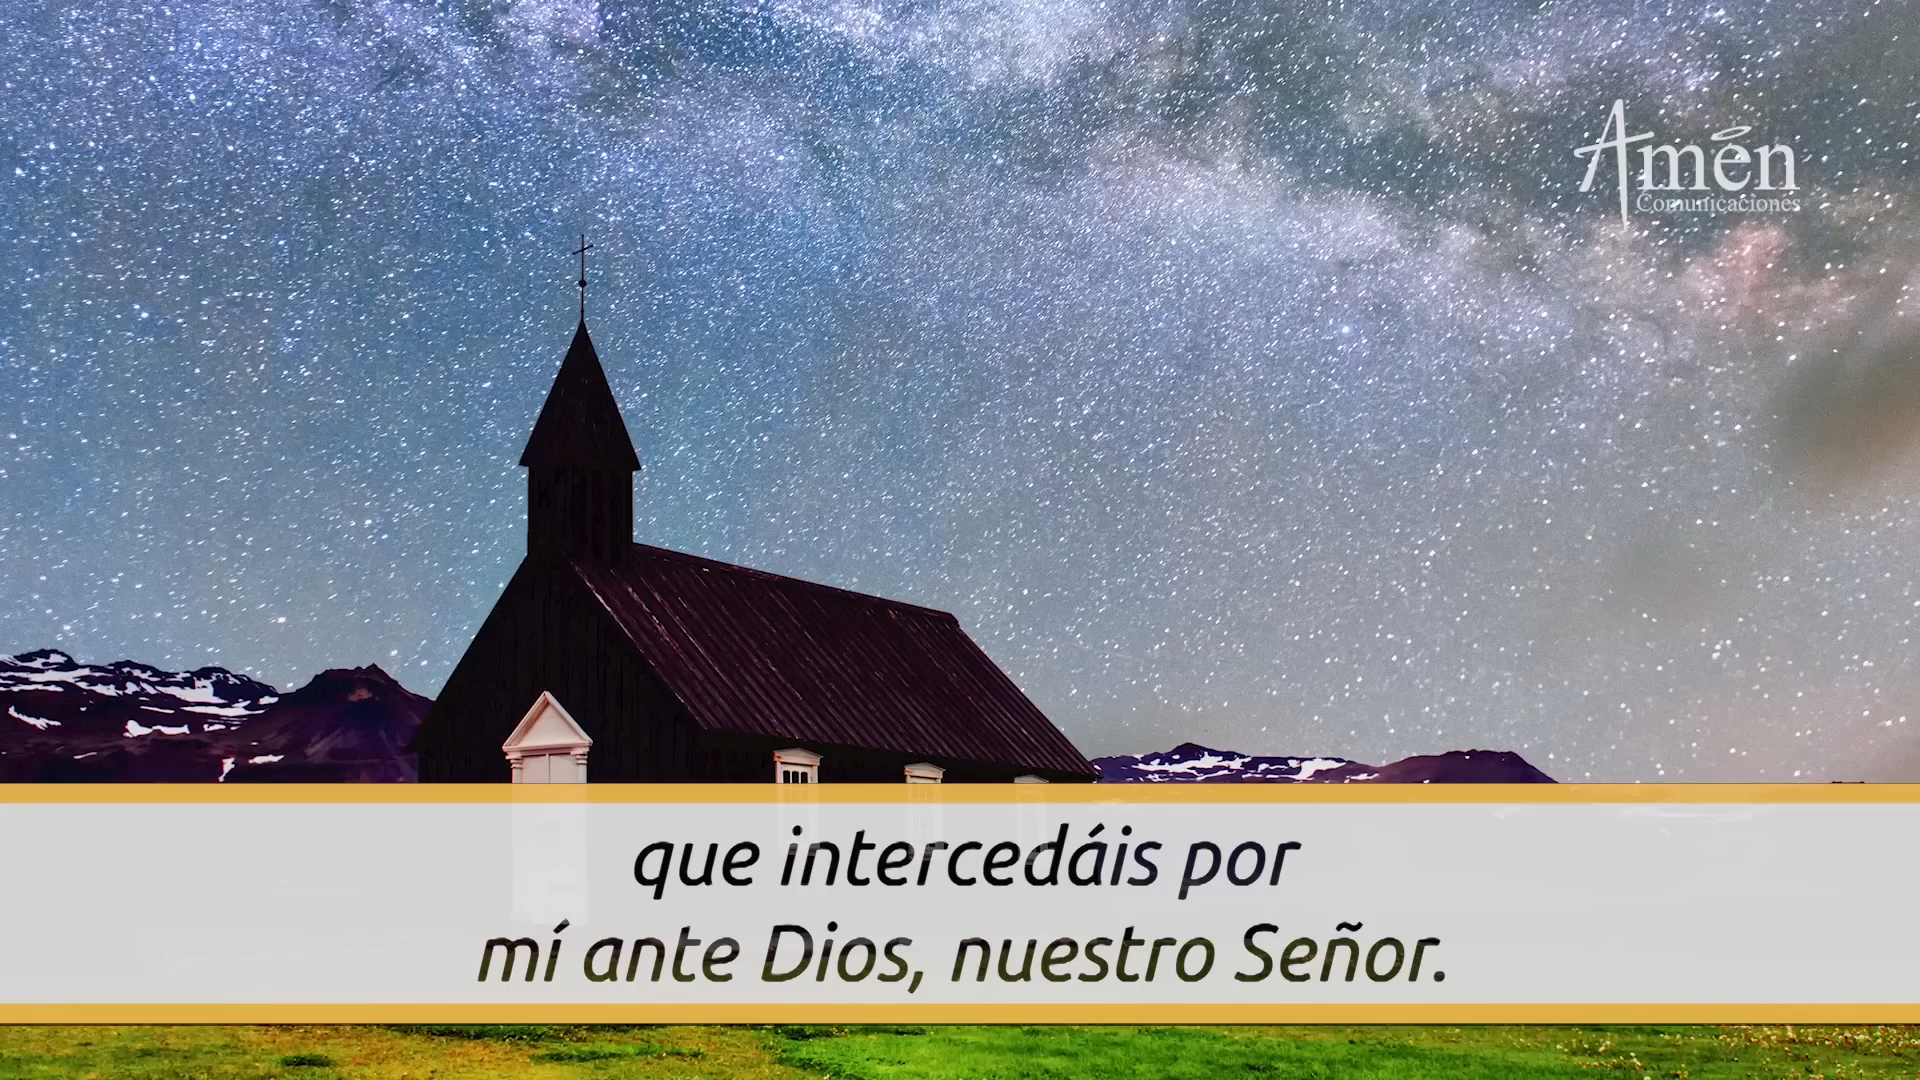 Amén
Comunicaciones
que intercedáis por
mí ante Dios, nuestro Señor.